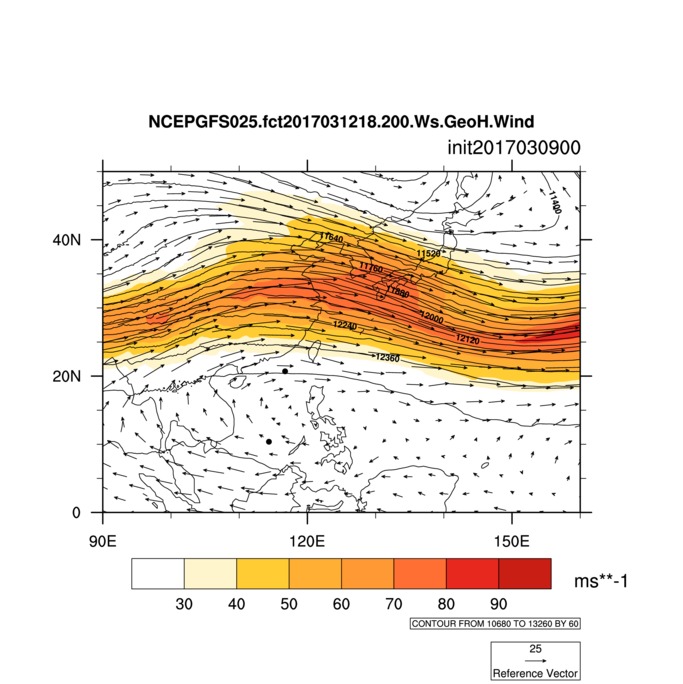 NCEPGFS025.fct2017031218.200.Ws.GeoH.Wind
init2017030900
11400
40N
11640
11520
11760
11880
12000
12240
12120
12360
20N
0
90E 120E 150E
ms**-1
30 40 50 60 70 80 90
CONTOUR FROM 10680 TO 13260 BY 60
25
Reference Vector